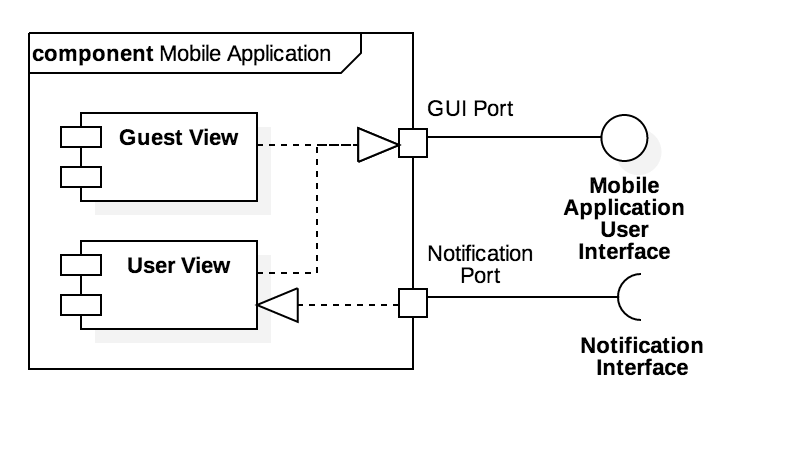 component Mobile Application
Guest View
GUI Port
Mobile
Application
User
Interface
User View
Notification
Port
Notification
Interface